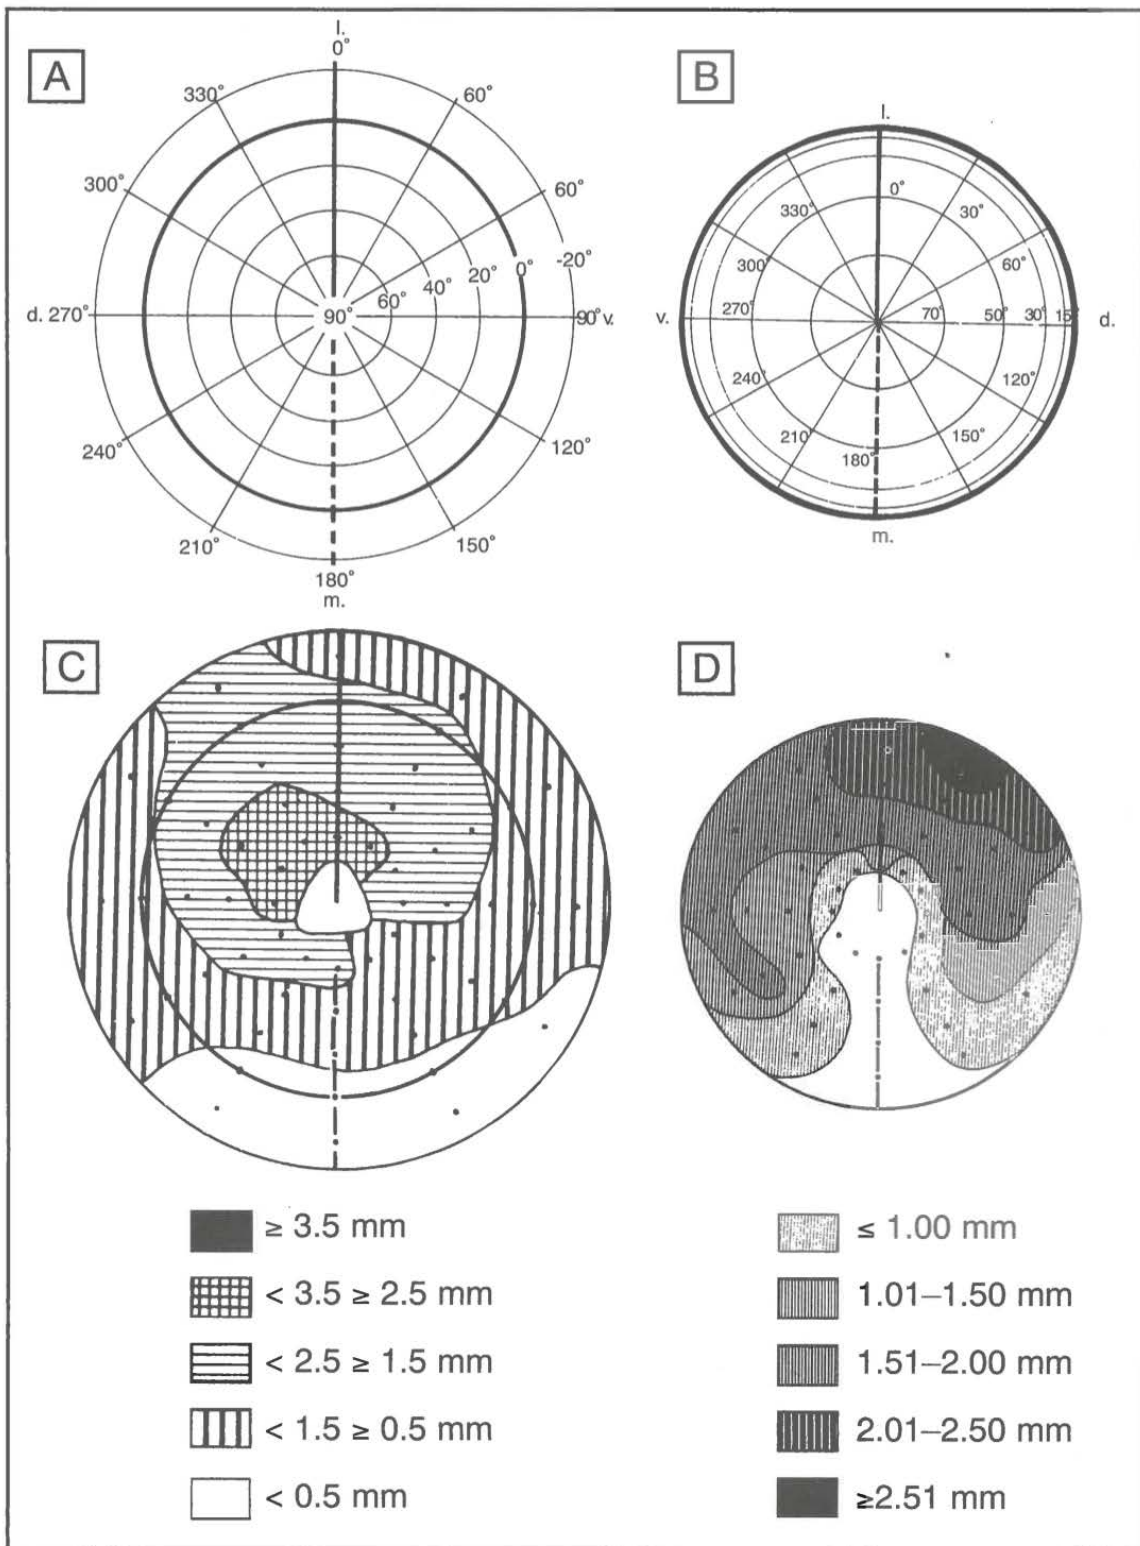 A
l.
0°
330°
60°
300°
60°
d. 270°
90°
60°
40°
20°
0°
-20°
90° v.
240°
120°
210°
150°
180°
m.
B
l.
0°
330°
30°
300°
60°
v.
270°
70°
50°
30°
15°
d.
240°
120°
210°
150°
180°
m.
C
≥ 3.5 mm
< 3.5 ≥ 2.5 mm
< 2.5 ≥ 1.5 mm
< 1.5 ≥ 0.5 mm
< 0.5 mm
D
≤ 1.00 mm
1.01–1.50 mm
1.51–2.00 mm
2.01–2.50 mm
≥2.51 mm